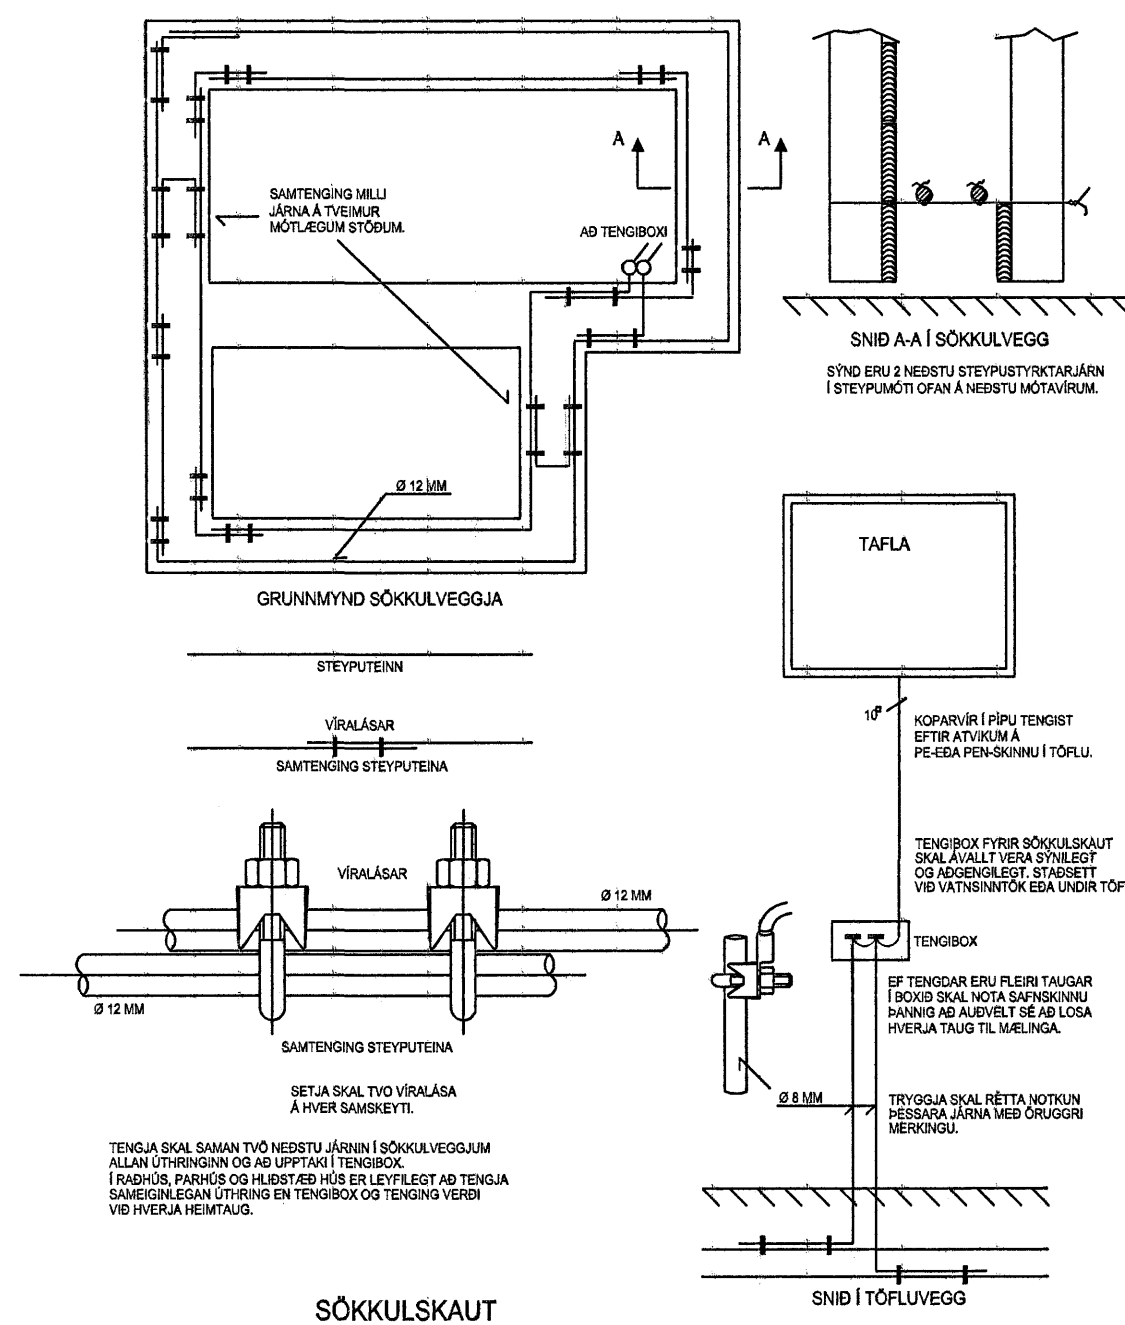 SAMTENGING MILLI
JÁRNA Á TVEIMUR
MÓTLÆGUM STÖÐUM.
A
A
AÐ TENGIBOXI
Ø 12 MM
GRUNNMYND SÖKKULVEGGJA
SNIÐ A-A Í SÖKKULVEGG
SÝND ERU 2 NEÐSTU STEYPUSTYRKTARJÁRN
Í STEYPUMÓTI OFAN Á NEÐSTU MÓTAVÍRUM.
STEYPUTEINN
VÍRALÁSAR
SAMTENGING STEYPUTEINA
VÍRALÁSAR
Ø 12 MM
Ø 12 MM
SAMTENGING STEYPUTEINA
SETJA SKAL TVO VÍRALÁSA
Á HVER SAMSKEYTI.
TENGJA SKAL SAMAN TVÖ NEÐSTU JÁRNIN Í SÖKKULVEGGJUM
ALLAN ÚTHRINGINN OG AÐ UPPTAKI Í TENGIBOX.
Í RAÐHÚS, PARHÚS OG HLIÐSTÆÐ HÚS ER LEYFILEGT AÐ TENGJA
SAMEIGINLEGAN ÚTHRING EN TENGIBOX OG TENGING VERÐI
VIÐ HVERJA HEIMTAUG.
SÖKKULSKAUT
TAFLA
10
KOPARVÍR Í PÍPU TENGIST
EFTIR ATVIKUM Á
PE-EÐA PEN-SKINNU Í TÖFLU.
TENGIBOX FYRIR SÖKKULSKAUT
SKAL ÁVALLT VERA SÝNILEGT
OG AÐGENGILEGT. STAÐSETT
VIÐ VATNSINNTÖK EÐA UNDIR TÖF
TENGIBOX
EF TENGDAR ERU FLEIRI TAUGAR
Í BOXIÐ SKAL NOTA SAFNSKINNU
ÞANNIG AÐ AUÐVELT SÉ AÐ LOSA
HVERJA TAUG TIL MÆLINGA.
Ø 8 MM
TRYGGJA SKAL RÉTTA NOTKUN
ÞESSARA JÁRNA MEÐ ÖRUGGRI
MERKINGU.
SNIÐ Í TÖFLUVEGG